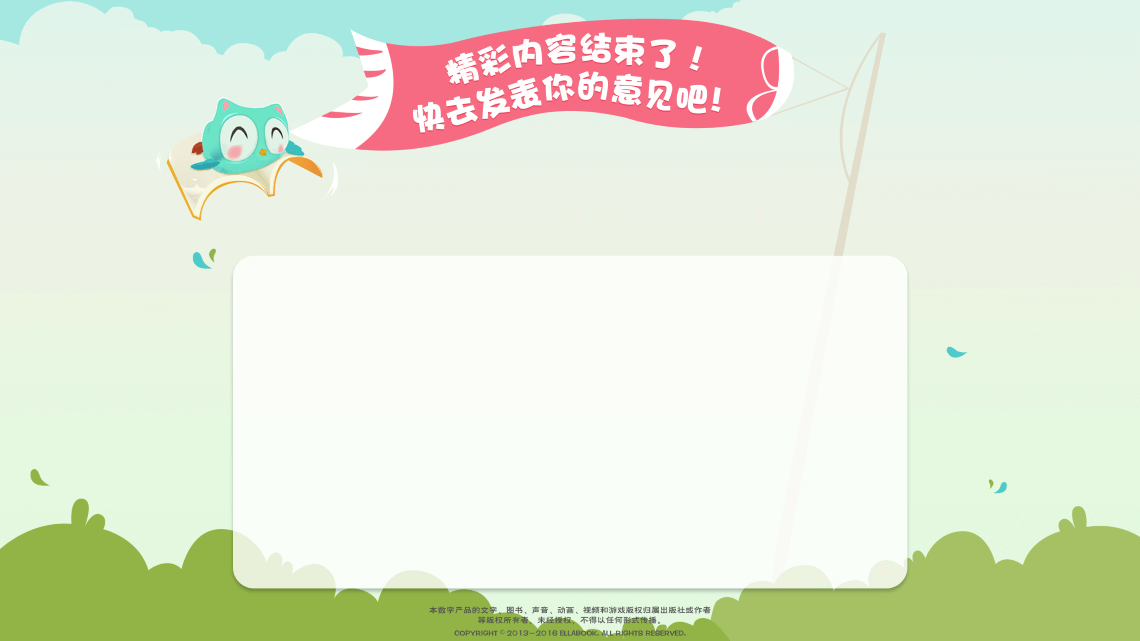 精彩内容结束了！
快去发表你的意见吧!
本数字产品的文字、图书、声音、动画、视频和游戏版权归属出版社或作者
等版权所有者，未经授权，不得以任何形式传播。
COPYRIGHT © 2013-2016 ELLABOOK. ALL RIGHTS RESERVED.